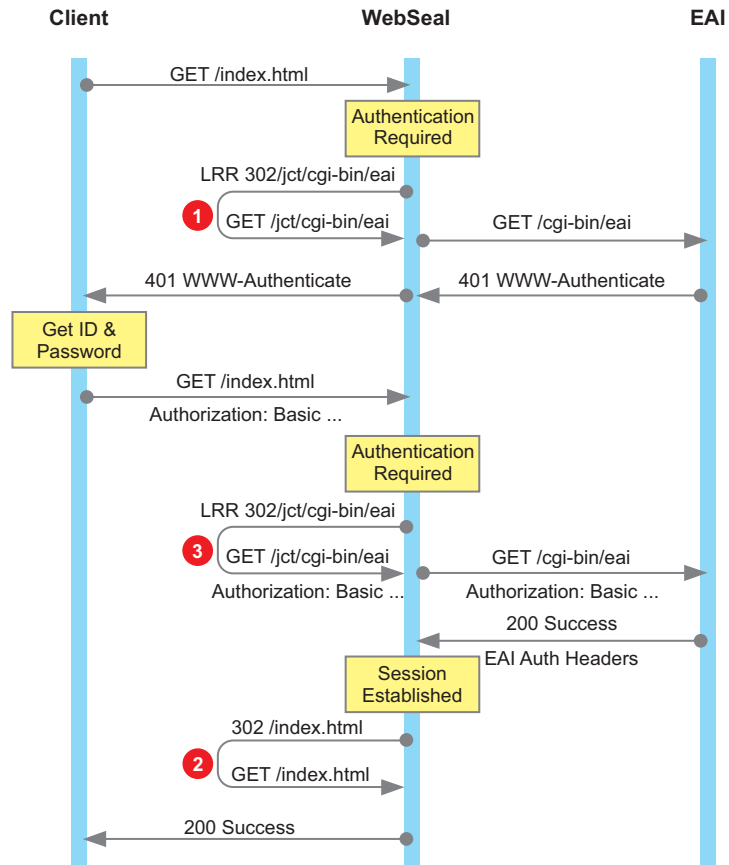 Client WebSeal EAI
GET /index.html
Authentication
Required
LRR 302/jct/cgi-bin/eai
1
GET /jct/cgi-bin/eai GET /cgi-bin/eai
401 WWW-Authenticate 401 WWW-Authenticate
Get ID &
Password
GET /index.html
Authorization: Basic ...
Authentication
Required
LRR 302/jct/cgi-bin/eai
3
GET /jct/cgi-bin/eai GET /cgi-bin/eai
Authorization: Basic ... Authorization: Basic ...
200 Success
EAI Auth Headers
Session
Established
302 /index.html
2
GET /index.html
200 Success